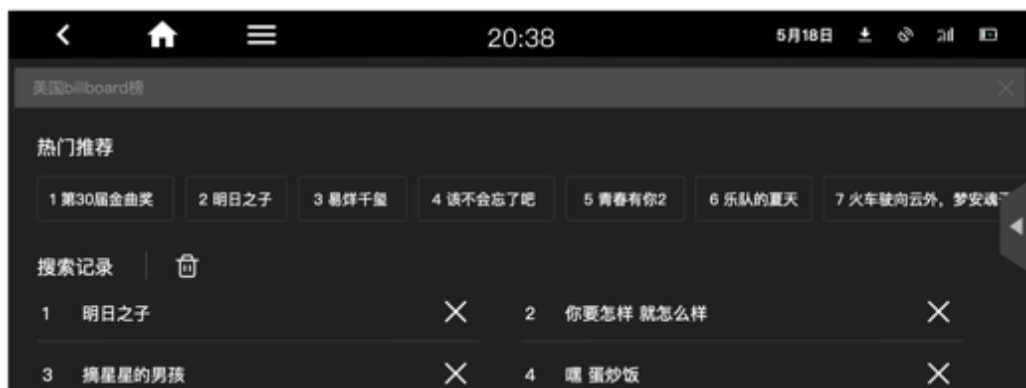 20:38 5月18日
美国billboard榜
热门推荐
1 第30届金曲奖 2 明日之子 3 易烊千玺 4 该不会忘了吧 5 青春有你2 6 乐队的夏天 7 火车驶向云外，梦安魂
搜索记录
1 明日之子 2 你要怎样 就怎么样
3 摘星星的男孩 4 嘿 蛋炒饭